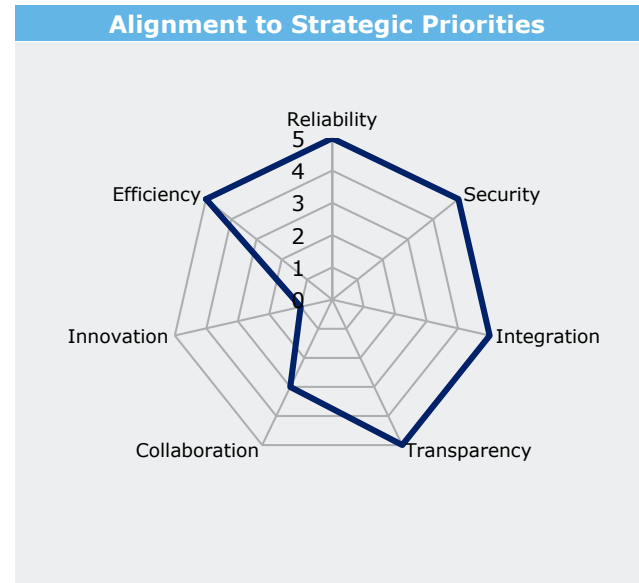 Alignment to Strategic Priorities
Reliability
5
4
Efficiency
Security
3
2
1
0
Innovation
Integration
Collaboration
Transparency